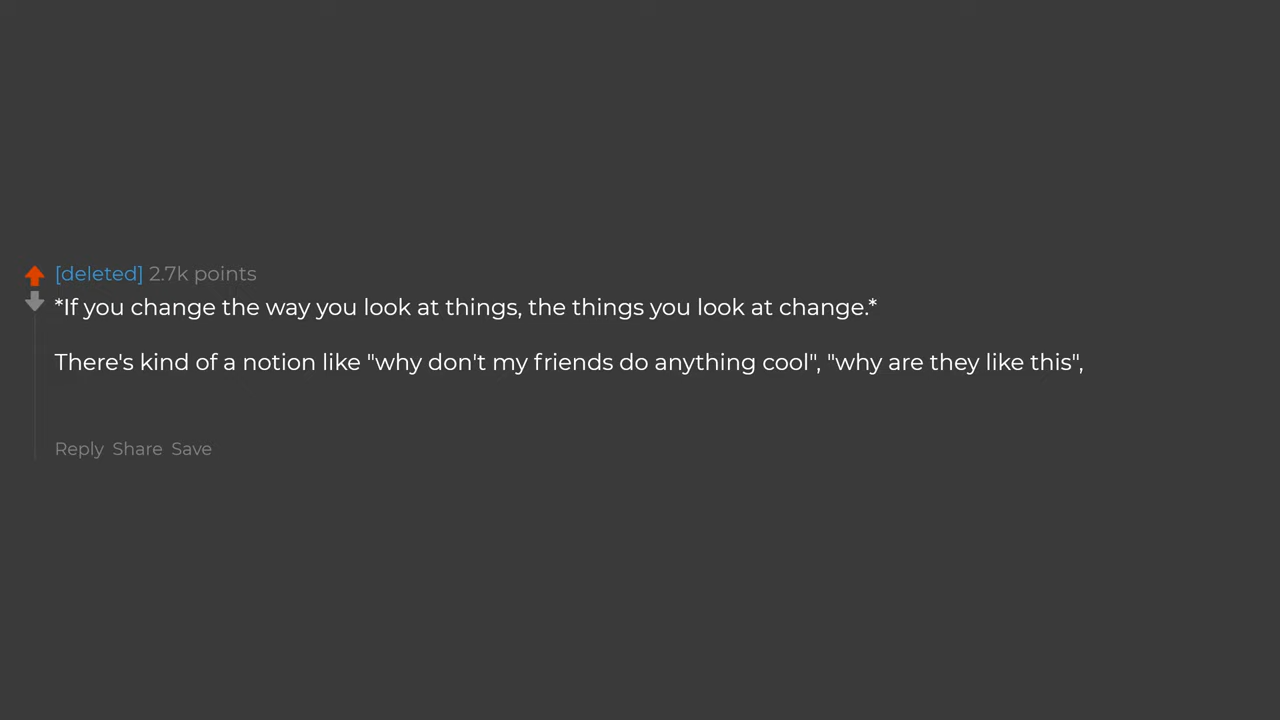 [deleted] 2.7k points
*If you change the way you look at things, the things you look at change.*
There's kind of a notion like "why don't my friends do anything cool", "why are they like this",
Reply Share Save